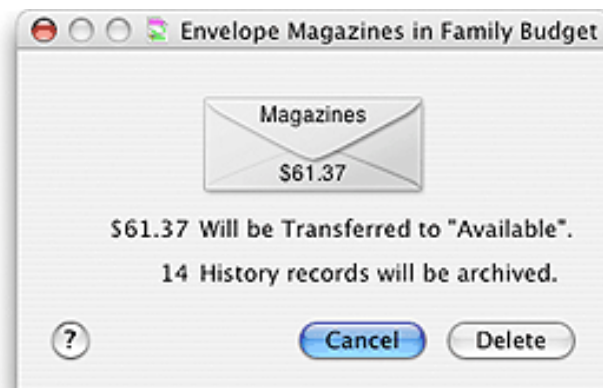 Envelope Magazines in Family Budget
Magazines
$61.37
$61.37 Will be Transferred to "Available".
14 History records will be archived.
? Cancel Delete